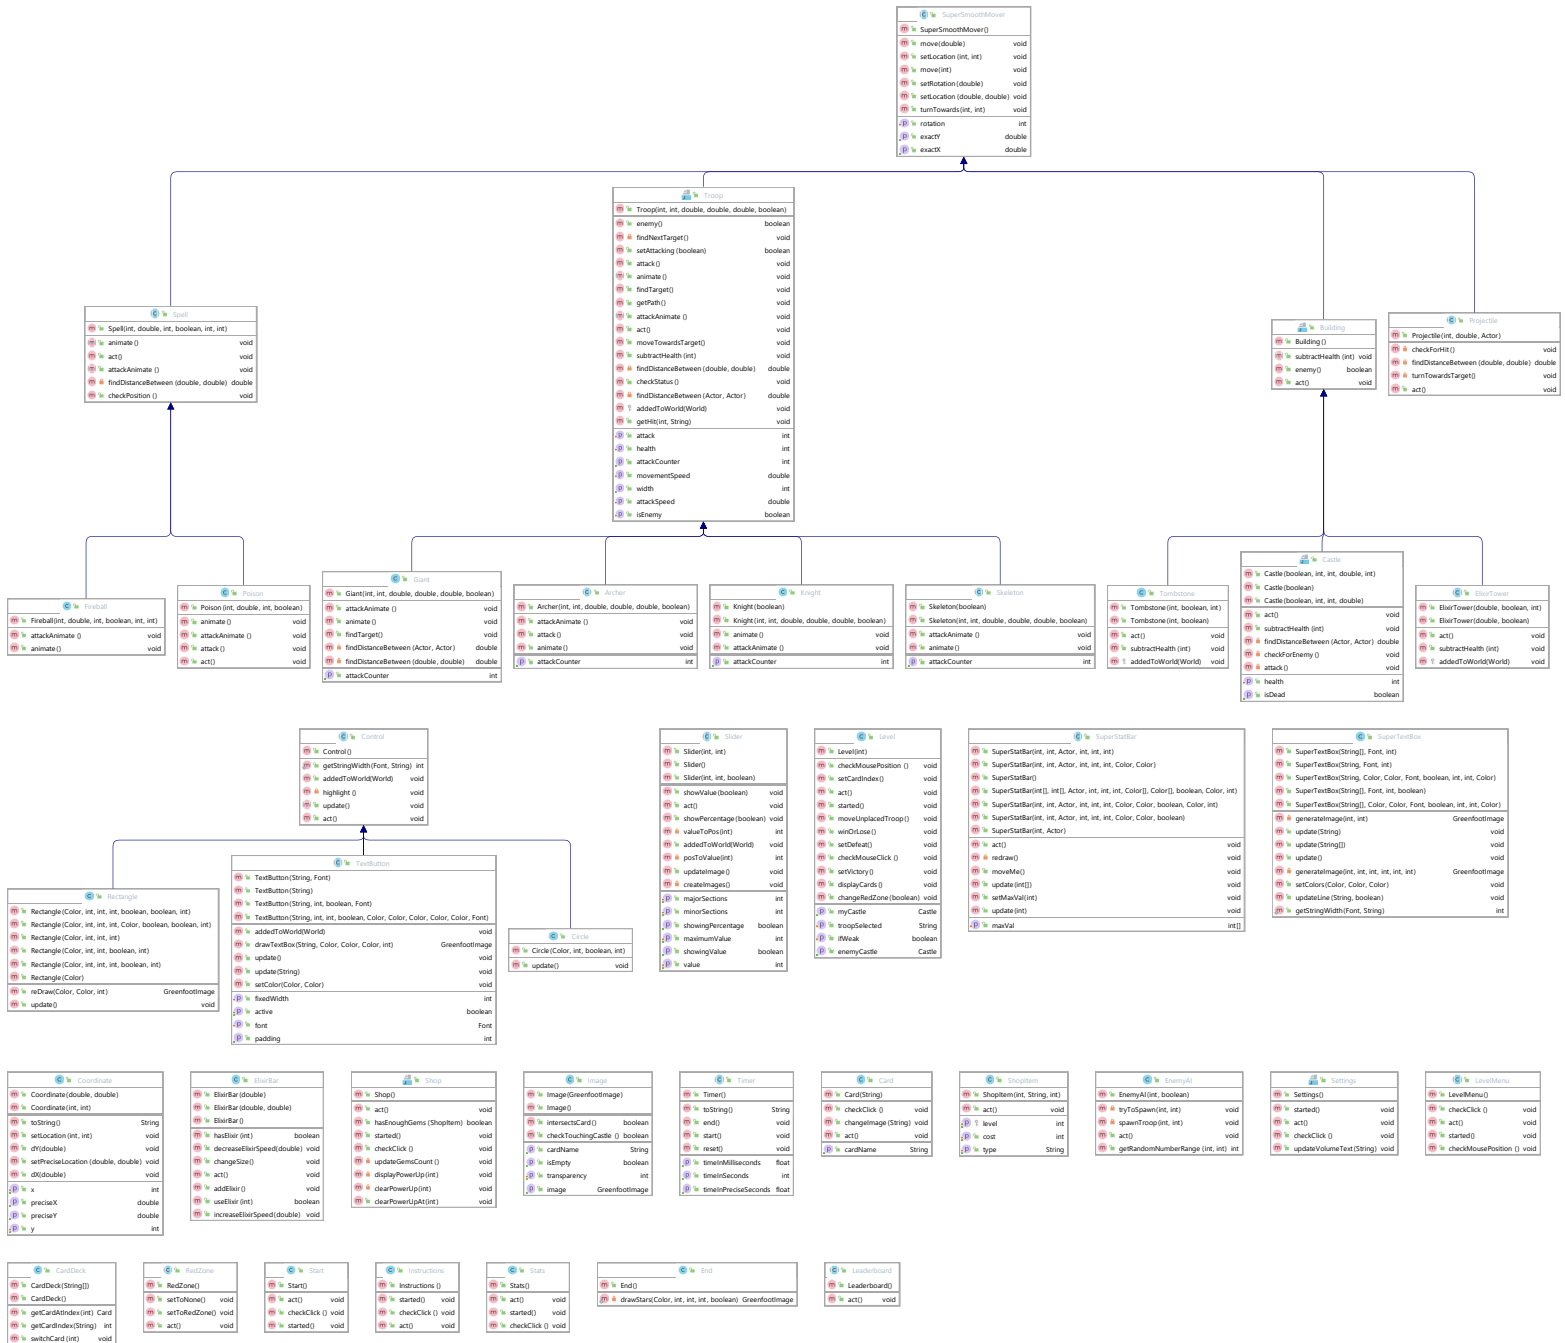 SuperSmoothMover
SuperSmoothMover()
move(double) void
setLocation(int, int) void
move(int) void
setRotation(double) void
setLocation(double, double) void
turnTowards(int, int) void
rotation int
exactY double
exactX double
Troop
Troop(int, int, double, double, double, boolean)
enemy() boolean
findNextTarget() void
setAttacking(boolean) boolean
attack() void
animate() void
findTarget() void
getPath() void
attackAnimate() void
act() void
moveTowardsTarget() void
subtractHealth(int) void
findDistanceBetween(double, double) double
checkStatus() void
findDistanceBetween(Actor, Actor) double
addedToWorld(World) void
getHit(int, String) void
attack int
health int
attackCounter int
movementSpeed double
width int
attackSpeed double
isEnemy boolean
Spell
Spell(int, double, int, boolean, int, int)
animate() void
act() void
attackAnimate() void
findDistanceBetween(double, double) double
checkPosition() void
Building
Building()
subtractHealth(int) void
enemy() boolean
act() void
Projectile
Projectile(int, double, Actor)
checkForHit() void
findDistanceBetween(double, double) double
turnTowardsTarget() void
act() void
Fireball
Fireball(int, double, int, boolean, int, int)
attackAnimate() void
animate() void
Poison
Poison(int, double, int, boolean)
animate() void
attackAnimate() void
attack() void
act() void
Giant
Giant(int, int, double, double, double, boolean)
attackAnimate() void
animate() void
findTarget() void
findDistanceBetween(Actor, Actor) double
findDistanceBetween(double, double) double
attackCounter int
Archer
Archer(int, int, double, double, double, boolean)
attackAnimate() void
attack() void
animate() void
attackCounter int
Knight
Knight(boolean)
Knight(int, int, double, double, double, boolean)
animate() void
attackAnimate() void
attackCounter int
Skeleton
Skeleton(boolean)
Skeleton(int, int, double, double, double, boolean)
attackAnimate() void
animate() void
attackCounter int
Tombstone
Tombstone(int, boolean, int)
Tombstone(int, boolean)
act() void
subtractHealth(int) void
addedToWorld(World) void
Castle
Castle(boolean, int, int, double, int)
Castle(boolean)
Castle(boolean, int, int, double)
act() void
subtractHealth(int) void
findDistanceBetween(Actor, Actor) double
checkForEnemy() void
attack() void
health int
isDead boolean
ElixirTower
ElixirTower(double, boolean, int)
ElixirTower(double, boolean)
act() void
subtractHealth(int) void
addedToWorld(World) void
Control
Control()
getStringWidth(Font, String) int
addedToWorld(World) void
highlight() void
update() void
act() void
Rectangle
Rectangle(Color, int, int, int, boolean, boolean, int)
Rectangle(Color, int, int, int, Color, boolean, boolean, int)
Rectangle(Color, int, int, int)
Rectangle(Color, int, int, boolean, int)
Rectangle(Color, int, int, int, boolean, int)
Rectangle(Color)
reDraw(Color, Color, int) GreenfootImage
update() void
TextButton
TextButton(String, Font)
TextButton(String)
TextButton(String, int, boolean, Font)
TextButton(String, int, int, boolean, Color, Color, Color, Color, Color, Font)
addedToWorld(World) void
drawTextBox(String, Color, Color, Color, int) GreenfootImage
update() void
update(String) void
setColor(Color, Color) void
fixedWidth int
active boolean
font Font
padding int
Circle
Circle(Color, int, boolean, int)
update() void
Slider
Slider(int, int)
Slider()
Slider(int, int, boolean)
showValue(boolean) void
act() void
showPercentage(boolean) void
valueToPos(int) int
addedToWorld(World) void
posToValue(int) int
updateImage() void
createImages() void
majorSections int
minorSections int
showingPercentage boolean
maximumValue int
showingValue boolean
value int
Level
Level(int)
checkMousePosition() void
setCardIndex() void
act() void
started() void
moveUnplacedTroop() void
winOrLose() void
setDefeat() void
checkMouseClick() void
setVictory() void
displayCards() void
changeRedZone(boolean) void
myCastle Castle
troopSelected String
ifWeak boolean
enemyCastle Castle
SuperStatBar
SuperStatBar(int, int, Actor, int, int, int)
SuperStatBar(int, int, Actor, int, int, int, Color, Color)
SuperStatBar()
SuperStatBar(int[], int[], Actor, int, int, int, Color[], Color[], boolean, Color, int)
SuperStatBar(int, int, Actor, int, int, int, Color, Color, boolean, Color, int)
SuperStatBar(int, int, Actor, int, int, int, Color, Color, boolean)
SuperStatBar(int, Actor)
act() void
redraw() void
moveMe() void
update(int[]) void
setMaxVal(int) void
update(int) void
maxVal int[]
SuperTextBox
SuperTextBox(String[], Font, int)
SuperTextBox(String, Font, int)
SuperTextBox(String, Color, Color, Font, boolean, int, int, Color)
SuperTextBox(String[], Font, int, boolean)
SuperTextBox(String[], Color, Color, Font, boolean, int, int, Color)
generateImage(int, int) GreenfootImage
update(String) void
update(String[]) void
update() void
generateImage(int, int, int, int, int, int) GreenfootImage
setColors(Color, Color, Color) void
updateLine(String, boolean) void
getStringWidth(Font, String) int
Coordinate
Coordinate(double, double)
Coordinate(int, int)
toString() String
setLocation(int, int) void
dY(double) void
setPreciseLocation(double, double) void
dX(double) void
x int
preciseX double
preciseY double
y int
ElixirBar
ElixirBar(double)
ElixirBar(double, double)
ElixirBar()
hasElixir(int) boolean
decreaseElixirSpeed(double) void
changeSize() void
act() void
addElixir() void
useElixir(int) boolean
increaseElixirSpeed(double) void
Shop
Shop()
act() void
hasEnoughGems(ShopItem) boolean
started() void
checkClick() void
updateGemsCount() void
displayPowerUp(int) void
clearPowerUp(int) void
clearPowerUpAt(int) void
Image
Image(GreenfootImage)
Image()
intersectsCard() boolean
checkTouchingCastle() boolean
cardName String
isEmpty boolean
transparency int
image GreenfootImage
Timer
Timer()
toString() String
end() void
start() void
reset() void
timeInMilliseconds float
timeInSeconds int
timeInPreciseSeconds float
Card
Card(String)
checkClick() void
changeImage(String) void
act() void
cardName String
ShopItem
ShopItem(int, String, int)
act() void
level int
cost int
type String
EnemyAI
EnemyAI(int, boolean)
tryToSpawn(int, int) void
spawnTroop(int, int) void
act() void
getRandomNumberRange(int, int) int
Settings
Settings()
started() void
act() void
checkClick() void
updateVolumeText(String) void
LevelMenu
LevelMenu()
checkClick() void
act() void
started() void
checkMousePosition() void
CardDeck
CardDeck(String[])
CardDeck()
getCardAtIndex(int) Card
getCardIndex(String) int
switchCard(int) void
RedZone
RedZone()
setToNone() void
setToRedZone() void
act() void
Start
Start()
act() void
checkClick() void
started() void
Instructions
Instructions()
started() void
checkClick() void
act() void
Stats
Stats()
act() void
started() void
checkClick() void
End
End()
drawStars(Color, int, int, int, boolean) GreenfootImage
Leaderboard
Leaderboard()
act() void